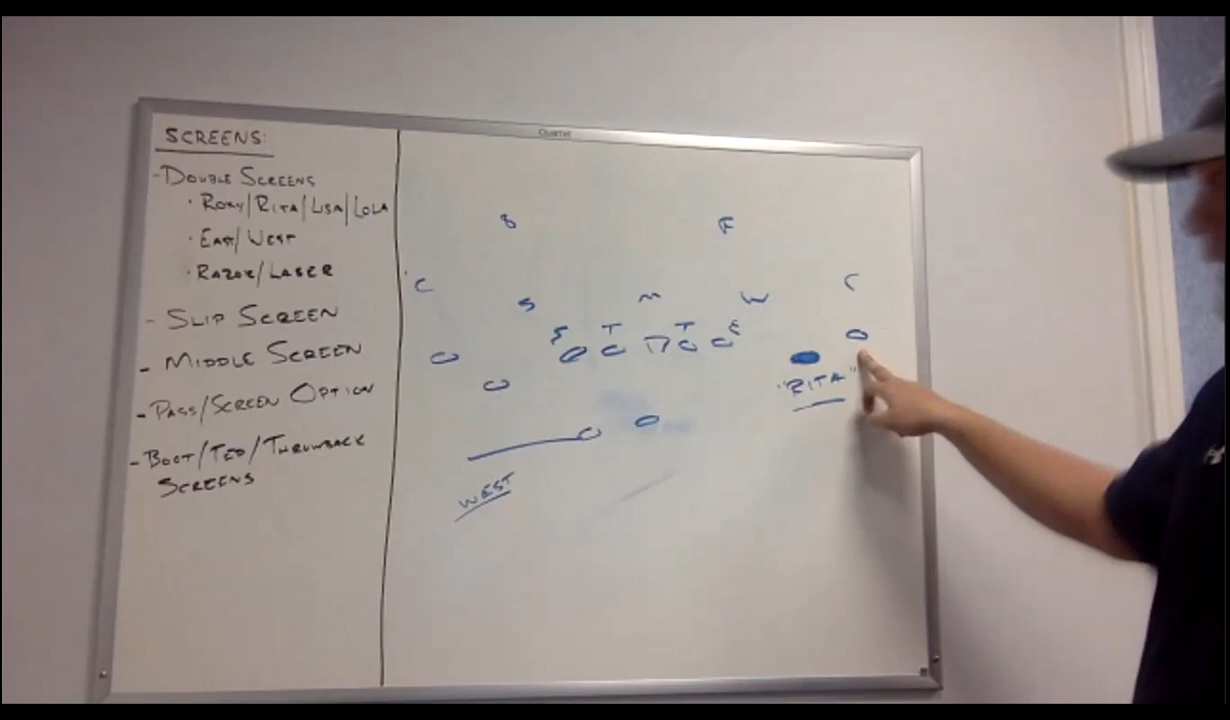 Quartet
SCREENS:
- DOUBLE SCREENS
· ROXY/RITA/LISA/LOLA
· EAST/WEST
· RAZOR/LASER
- SLIP SCREEN
- MIDDLE SCREEN
- PASS/SCREEN OPTION
- BOOT/TED/THROWBACK
SCREENS
S F
C S M W C
E T T E
"RITA"
WEST